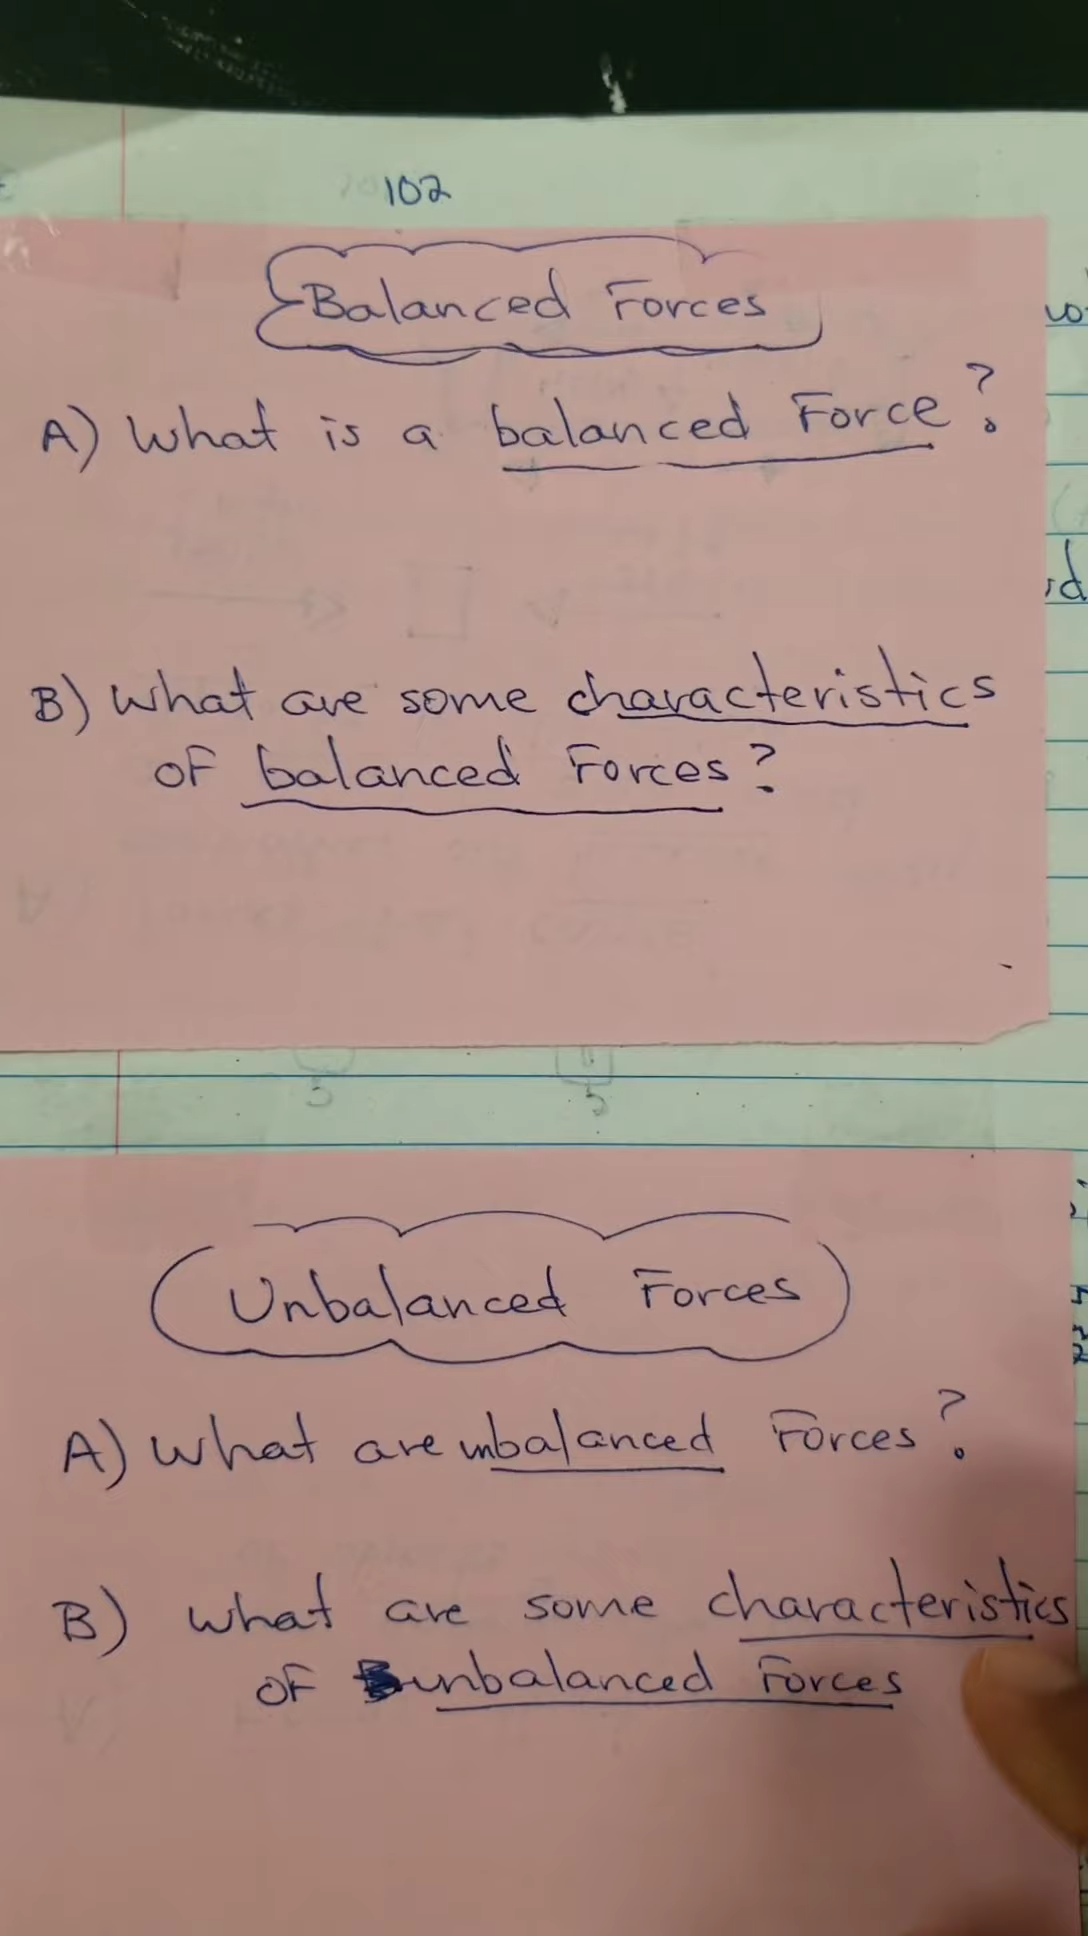 102
Balanced Forces
A) What is a balanced Force?
B) What are some characteristics
of balanced Forces?
Unbalanced Forces
A) What are unbalanced Forces?
B) What are some characteristics
of unbalanced Forces